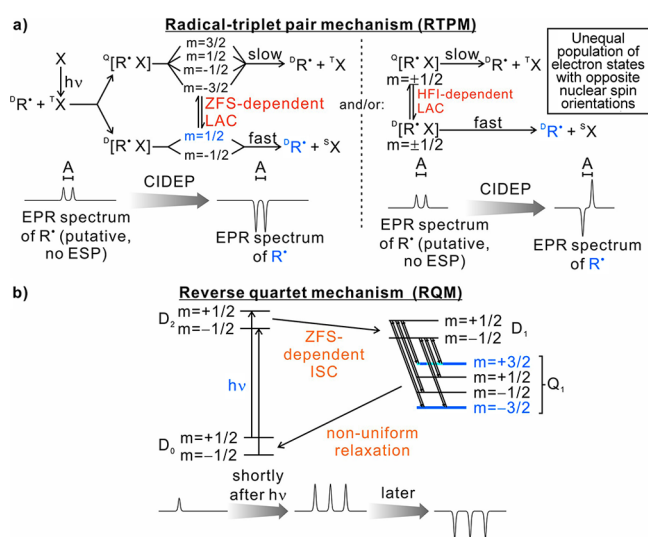 a) Radical-triplet pair mechanism (RTPM)
X
hν
ᴰR• + ᵀX
Q[R• X]
m=3/2
m=1/2
m=-1/2
m=-3/2
slow
ᴰR• + ᵀX
ZFS-dependent
LAC
D[R• X]
m=1/2
m=-1/2
fast
ᴰR• + ˢX
A
CIDEP
A
EPR spectrum
of R• (putative,
no ESP)
EPR spectrum
of R•
and/or:
Q[R• X]
m=±1/2
slow
ᴰR• + ᵀX
HFI-dependent
LAC
D[R• X]
m=±1/2
fast
ᴰR• + ˢX
Unequal
population of
electron states
with opposite
nuclear spin
orientations
A
CIDEP
A
EPR spectrum
of R• (putative,
no ESP)
EPR spectrum
of R•
b) Reverse quartet mechanism (RQM)
D₂
m=+1/2
m=−1/2
ZFS-
dependent
ISC
hν
m=+1/2
m=−1/2
D₁
m=+3/2
m=+1/2
m=−1/2
m=−3/2
Q₁
D₀
m=+1/2
m=−1/2
non-uniform
relaxation
shortly
after hν
later